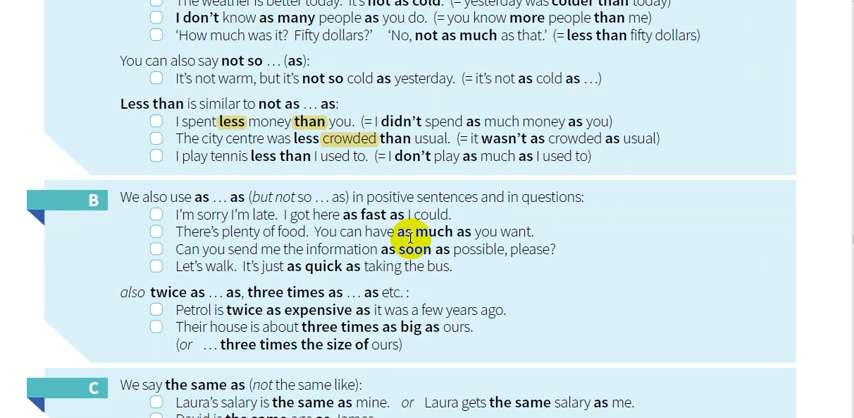 The weather is better today. It's not as cold. (= yesterday was colder than today)
I don't know as many people as you do. (= you know more people than me)
'How much was it? Fifty dollars?' 'No, not as much as that.' (= less than fifty dollars)
You can also say not so … (as):
It's not warm, but it's not so cold as yesterday. (= it's not as cold as …)
Less than is similar to not as … as:
I spent less money than you. (= I didn't spend as much money as you)
The city centre was less crowded than usual. (= it wasn't as crowded as usual)
I play tennis less than I used to. (= I don't play as much as I used to)
B
We also use as … as (but not so … as) in positive sentences and in questions:
I'm sorry I'm late. I got here as fast as I could.
There's plenty of food. You can have as much as you want.
Can you send me the information as soon as possible, please?
Let's walk. It's just as quick as taking the bus.
also twice as … as, three times as … as etc. :
Petrol is twice as expensive as it was a few years ago.
Their house is about three times as big as ours.
(or … three times the size of ours)
C
We say the same as (not the same like):
Laura's salary is the same as mine. or Laura gets the same salary as me.
David is the same age as James.